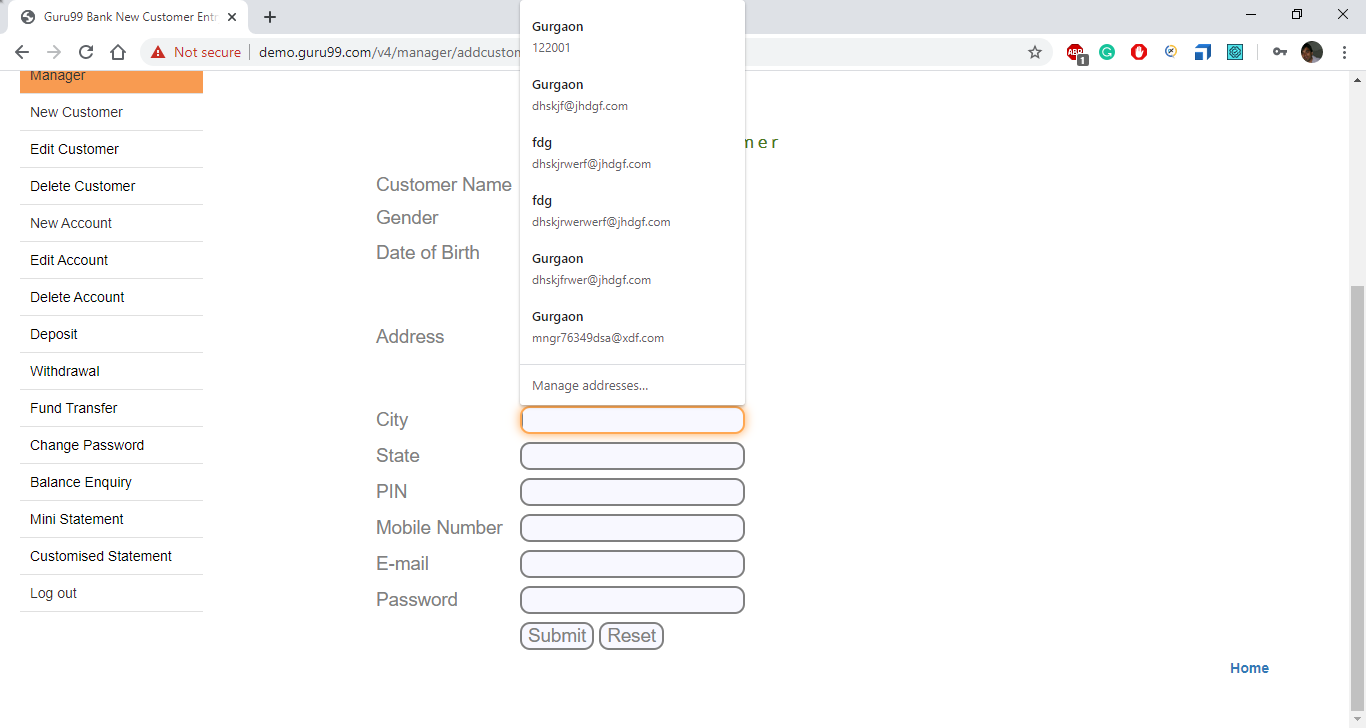 Guru99 Bank New Customer Entr
Not secure
demo.guru99.com/v4/manager/addcustom
ABP
1
Manager
New Customer
Edit Customer
Delete Customer
New Account
Edit Account
Delete Account
Deposit
Withdrawal
Fund Transfer
Change Password
Balance Enquiry
Mini Statement
Customised Statement
Log out
mer
Customer Name
Gender
Date of Birth
Address
City
State
PIN
Mobile Number
E-mail
Password
Submit Reset
Gurgaon
122001
Gurgaon
dhskjf@jhdgf.com
fdg
dhskjrwerf@jhdgf.com
fdg
dhskjrwerwerf@jhdgf.com
Gurgaon
dhskjfrwer@jhdgf.com
Gurgaon
mngr76349dsa@xdf.com
Manage addresses...
Home